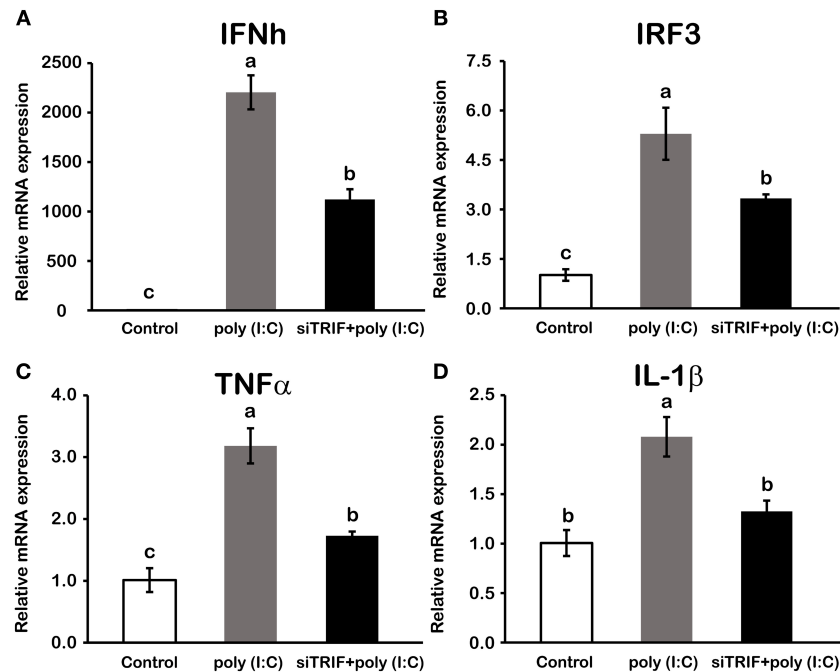 A
IFNh
Relative mRNA expression
2500
2000
1500
1000
500
0
a
b
c
Control
poly (I:C)
siTRIF+poly (I:C)
B
IRF3
Relative mRNA expression
7.5
6.0
4.5
3.0
1.5
0.0
a
b
c
Control
poly (I:C)
siTRIF+poly (I:C)
C
TNFα
Relative mRNA expression
4.0
3.0
2.0
1.0
0.0
a
b
c
Control
poly (I:C)
siTRIF+poly (I:C)
D
IL-1β
Relative mRNA expression
2.5
2.0
1.5
1.0
0.5
0.0
a
b
b
Control
poly (I:C)
siTRIF+poly (I:C)